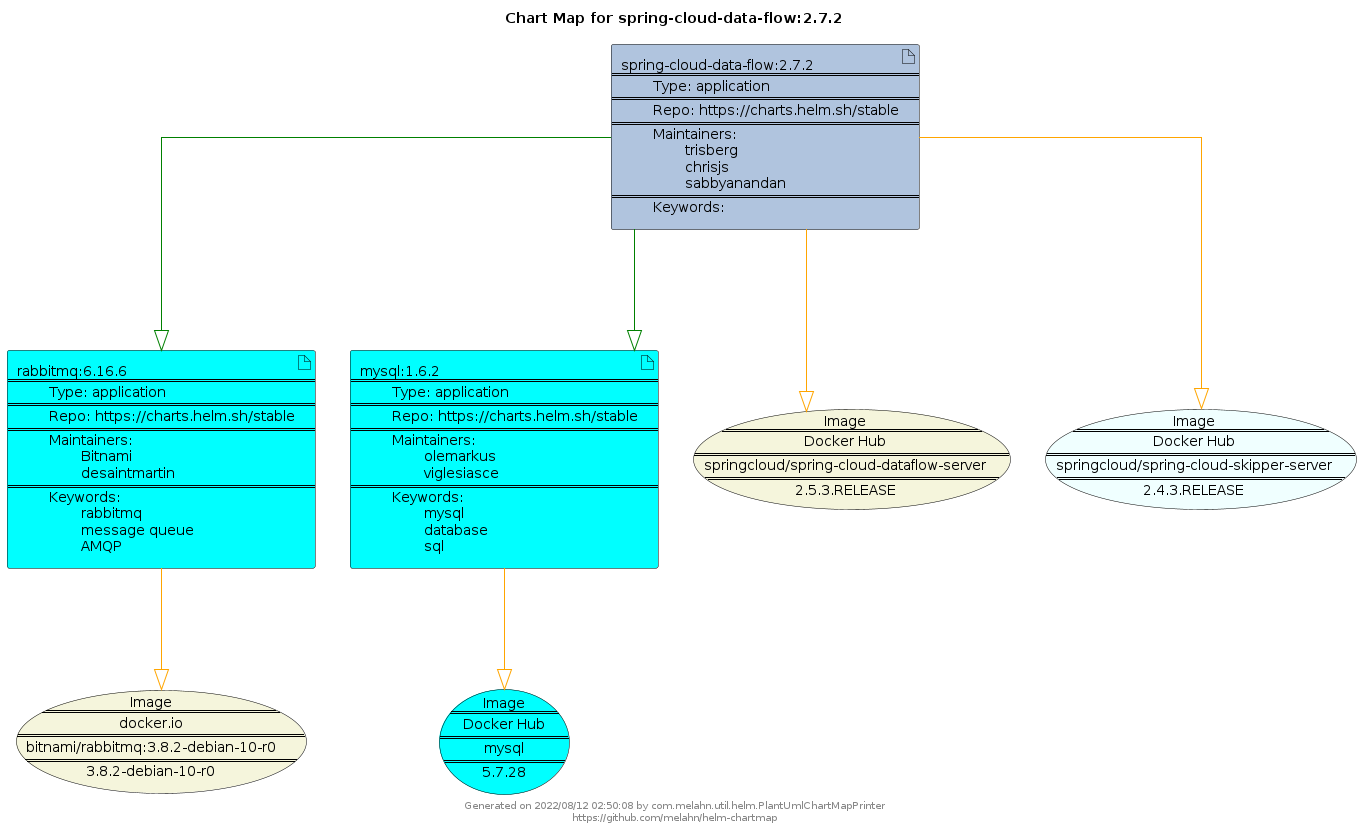 Chart Map for spring-cloud-data-flow:2.7.2
spring-cloud-data-flow:2.7.2
Type: application
Repo: https://charts.helm.sh/stable
Maintainers:
trisberg
chrisjs
sabbyanandan
Keywords:
rabbitmq:6.16.6
Type: application
Repo: https://charts.helm.sh/stable
Maintainers:
Bitnami
desaintmartin
Keywords:
rabbitmq
message queue
AMQP
mysql:1.6.2
Type: application
Repo: https://charts.helm.sh/stable
Maintainers:
olemarkus
viglesiasce
Keywords:
mysql
database
sql
Image
Docker Hub
springcloud/spring-cloud-dataflow-server
2.5.3.RELEASE
Image
Docker Hub
springcloud/spring-cloud-skipper-server
2.4.3.RELEASE
Image
docker.io
bitnami/rabbitmq:3.8.2-debian-10-r0
3.8.2-debian-10-r0
Image
Docker Hub
mysql
5.7.28
Generated on 2022/08/12 02:50:08 by com.melahn.util.helm.PlantUmlChartMapPrinter
https://github.com/melahn/helm-chartmap